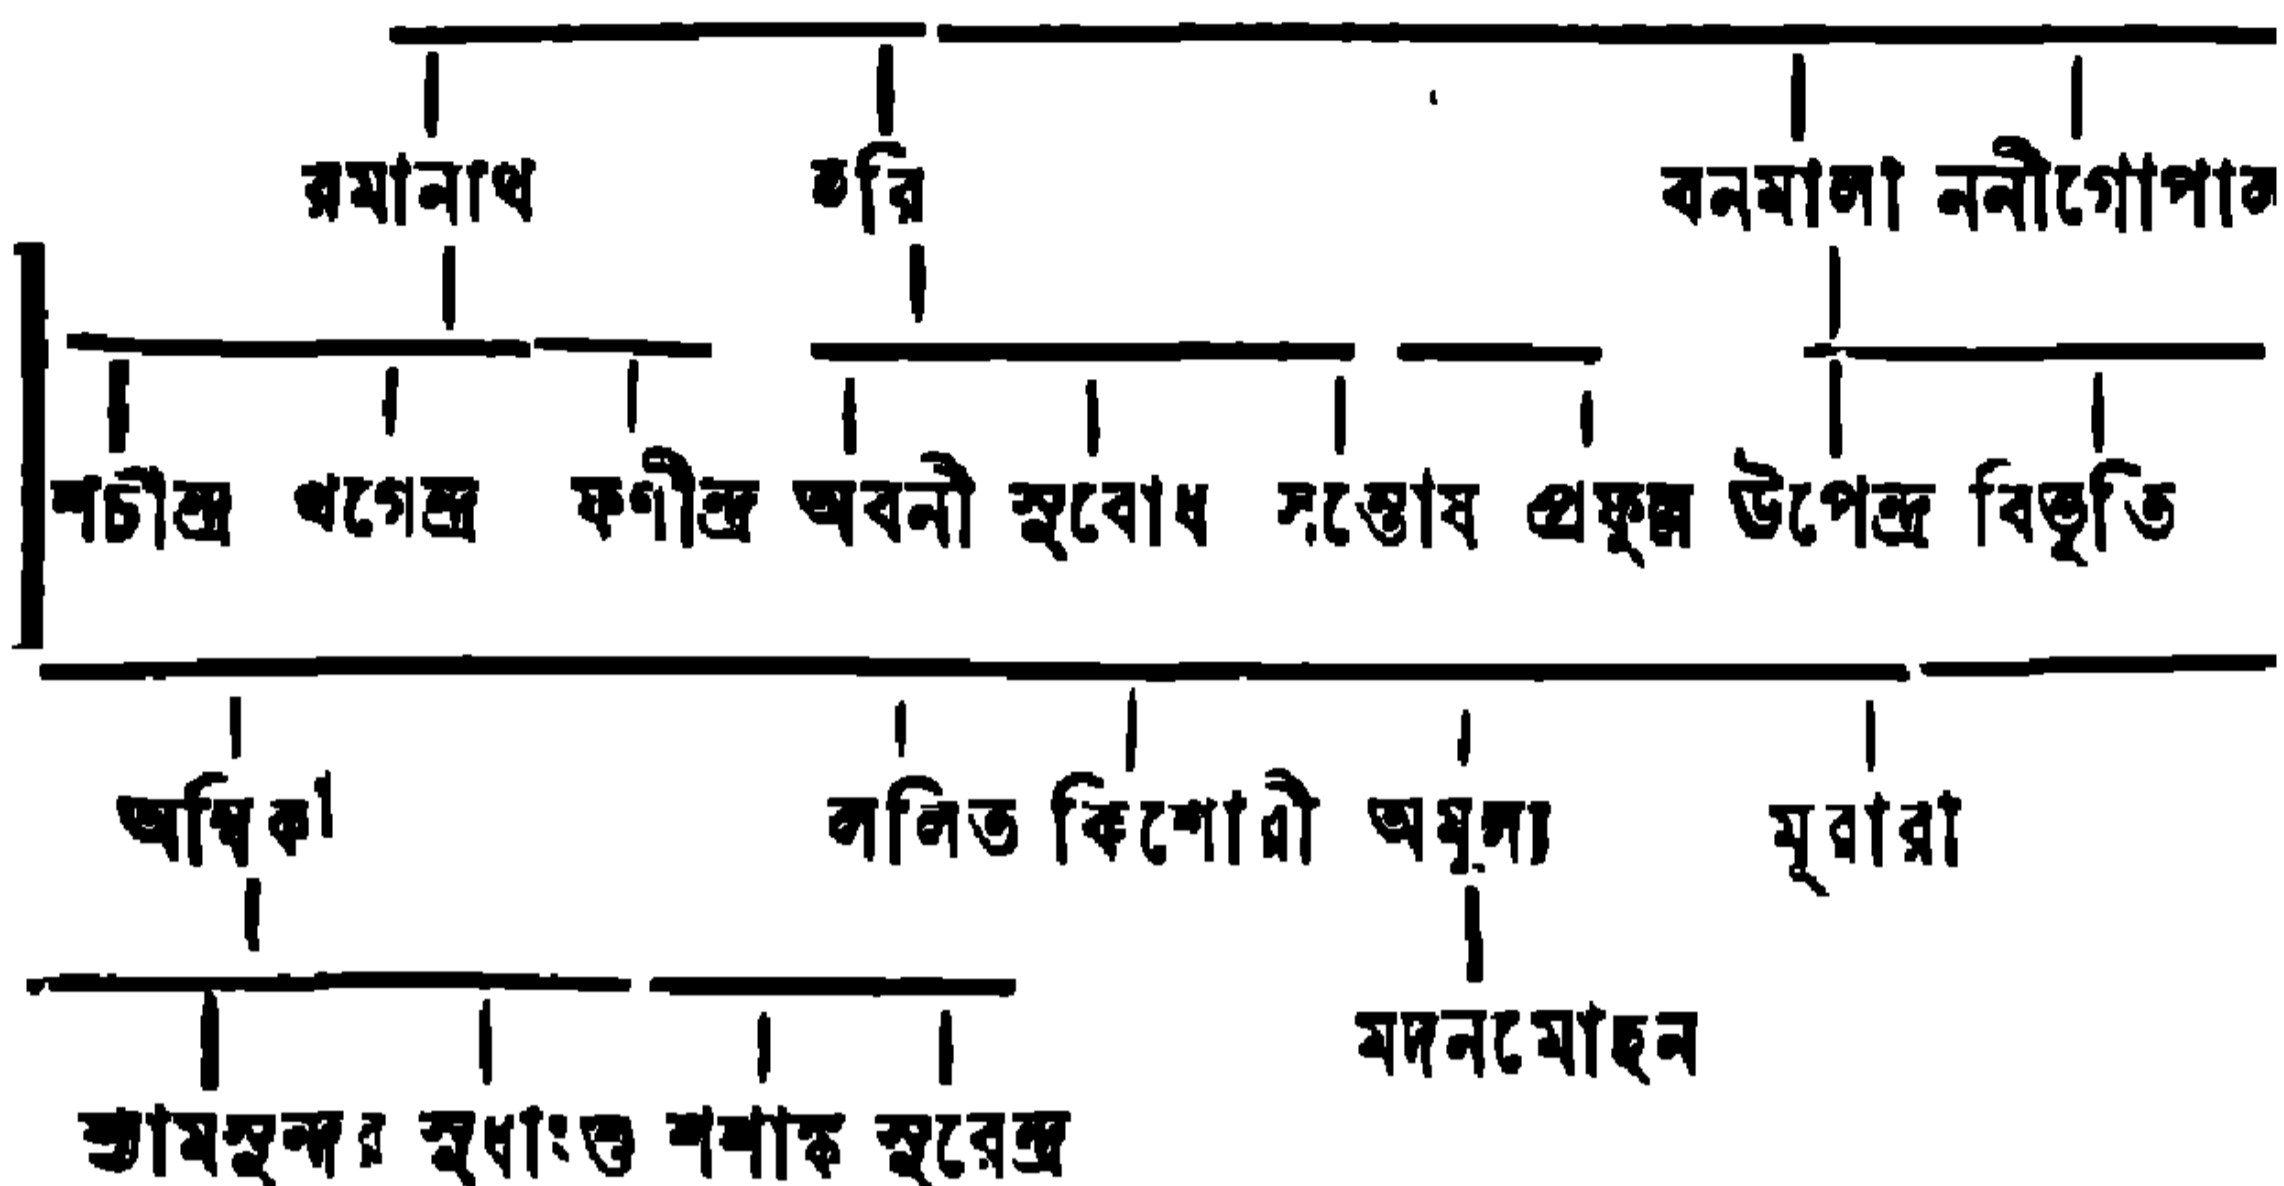 রমানাথ হরি বনমালা ননীগোপাল
শচীন্দ্র খগেন্দ্র ফণীন্দ্র অবনী সুবোধ সন্তোষ প্রফুল্ল উপেন্দ্র বিভূতি
অম্বিকা ললিত কিশোরী অমূল্য মূরারী
মদনমোহন
শ্যামসুন্দর সুধাংশু শশাঙ্ক সুরেন্দ্র